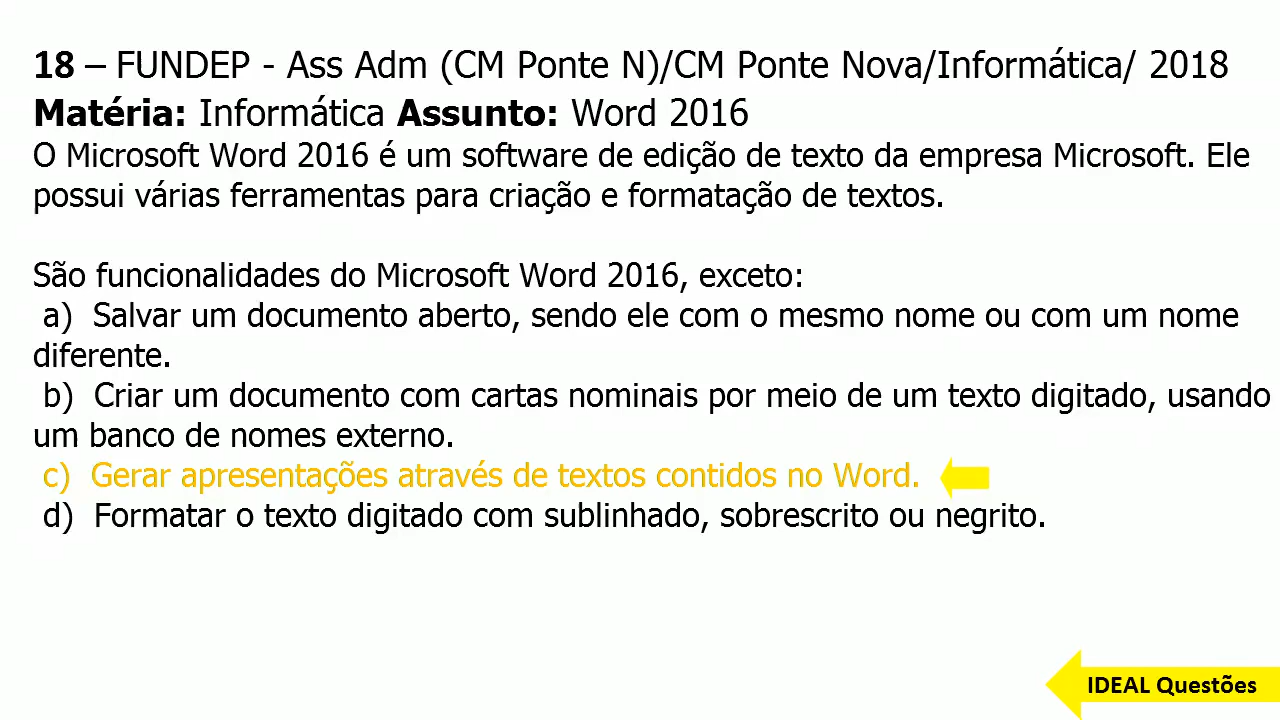 18 – FUNDEP - Ass Adm (CM Ponte N)/CM Ponte Nova/Informática/ 2018
Matéria: Informática Assunto: Word 2016
O Microsoft Word 2016 é um software de edição de texto da empresa Microsoft. Ele
possui várias ferramentas para criação e formatação de textos.
São funcionalidades do Microsoft Word 2016, exceto:
a) Salvar um documento aberto, sendo ele com o mesmo nome ou com um nome
diferente.
b) Criar um documento com cartas nominais por meio de um texto digitado, usando
um banco de nomes externo.
c) Gerar apresentações através de textos contidos no Word.
d) Formatar o texto digitado com sublinhado, sobrescrito ou negrito.
IDEAL Questões